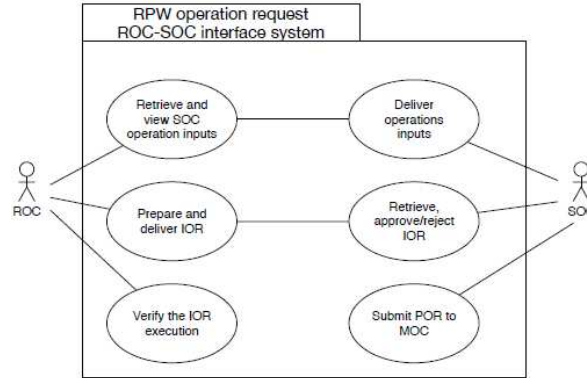 RPW operation request
ROC-SOC interface system
Retrieve and
view SOC
operation inputs
Deliver
operations
inputs
ROC
Prepare and
deliver IOR
Retrieve,
approve/reject
IOR
SOC
Verify the IOR
execution
Submit POR to
MOC